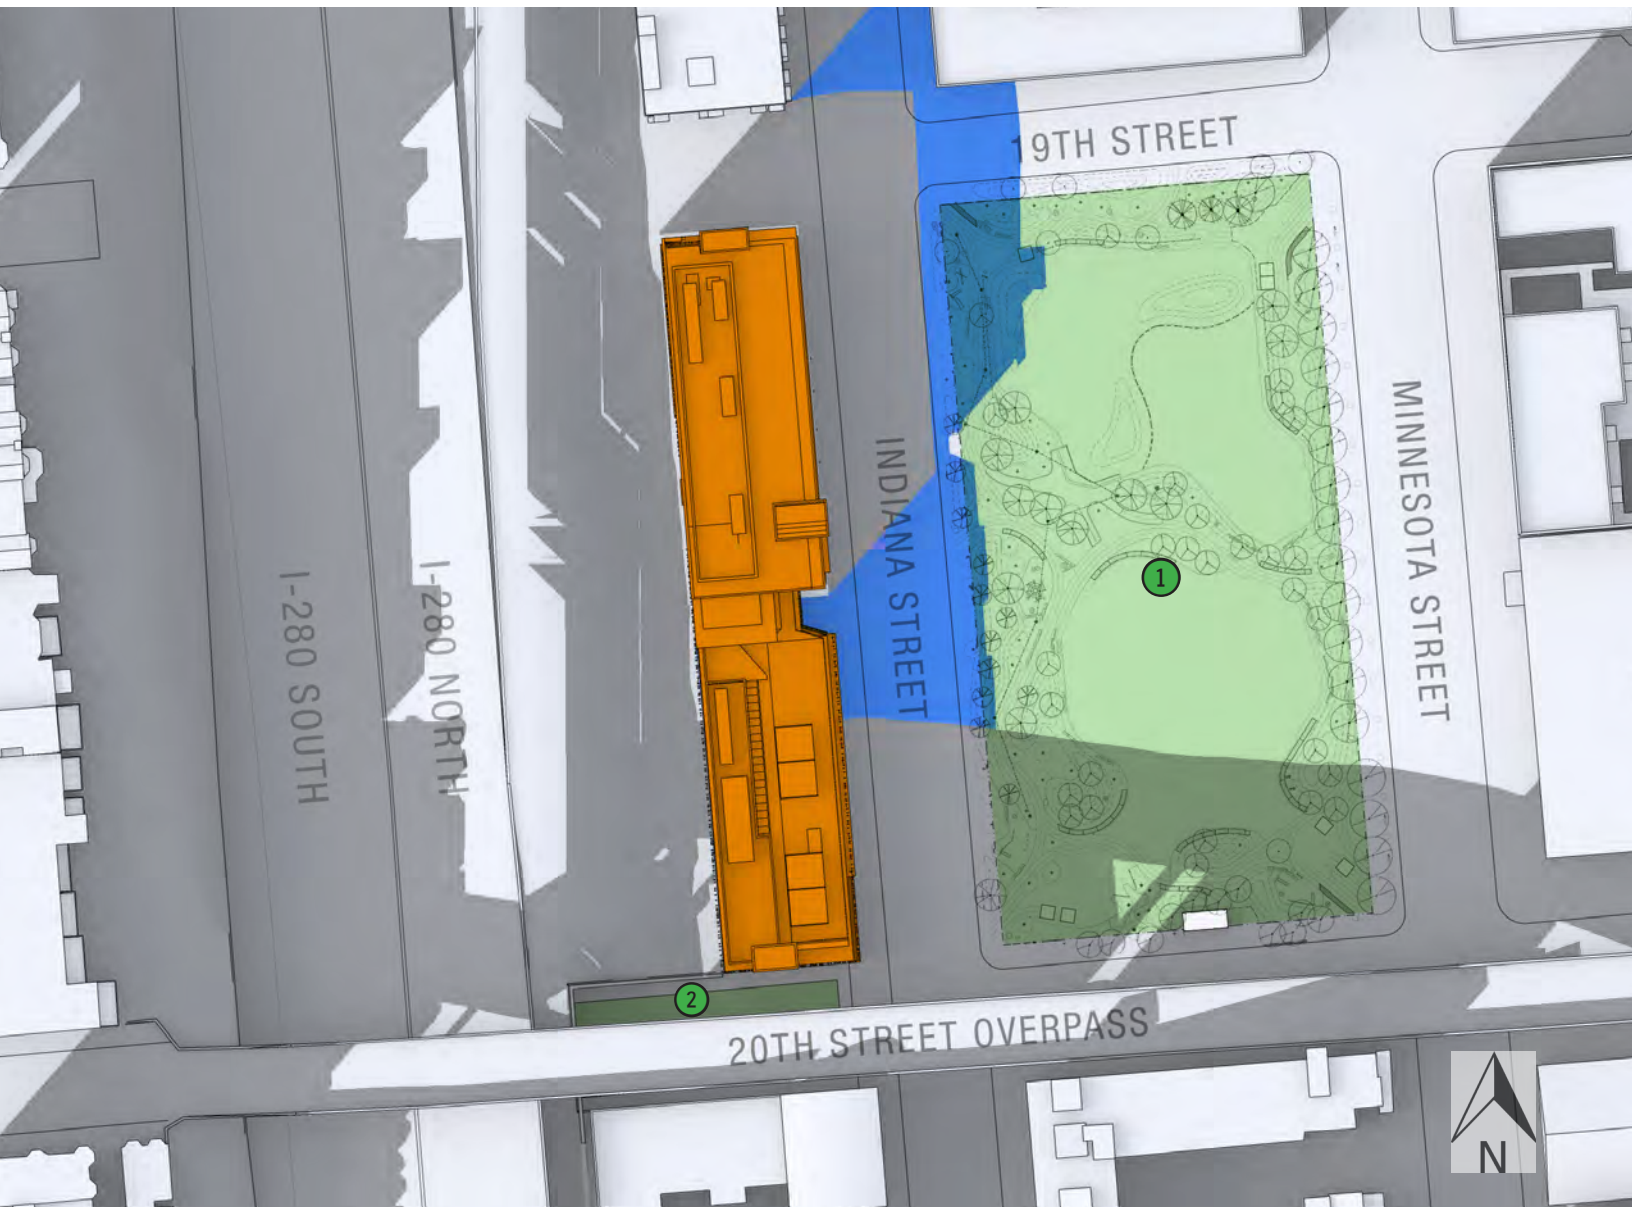 19TH STREET
MINNESOTA STREET
INDIANA STREET
I-280 NORTH
I-280 SOUTH
1
2
20TH STREET OVERPASS
N